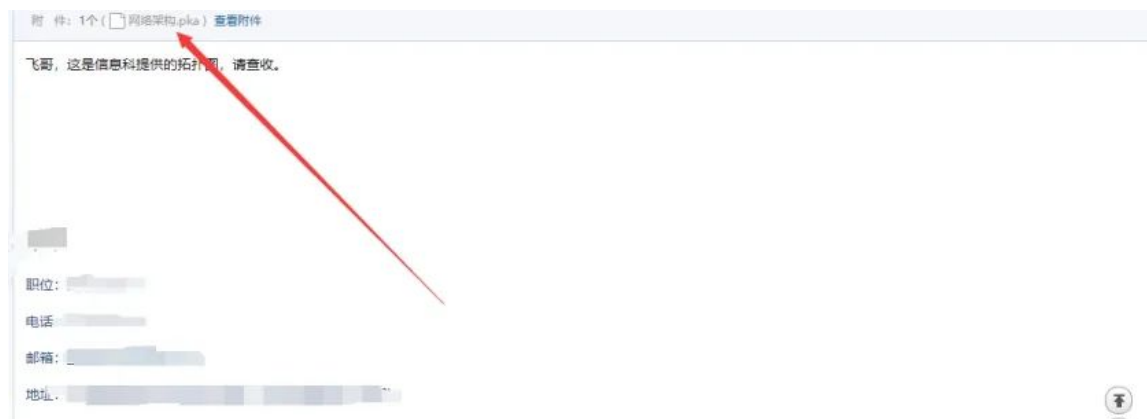 附 件：1个（网络架构.pka）查看附件
飞哥，这是信息科提供的拓扑图，请查收。
职位：
电话
邮箱：
地址：